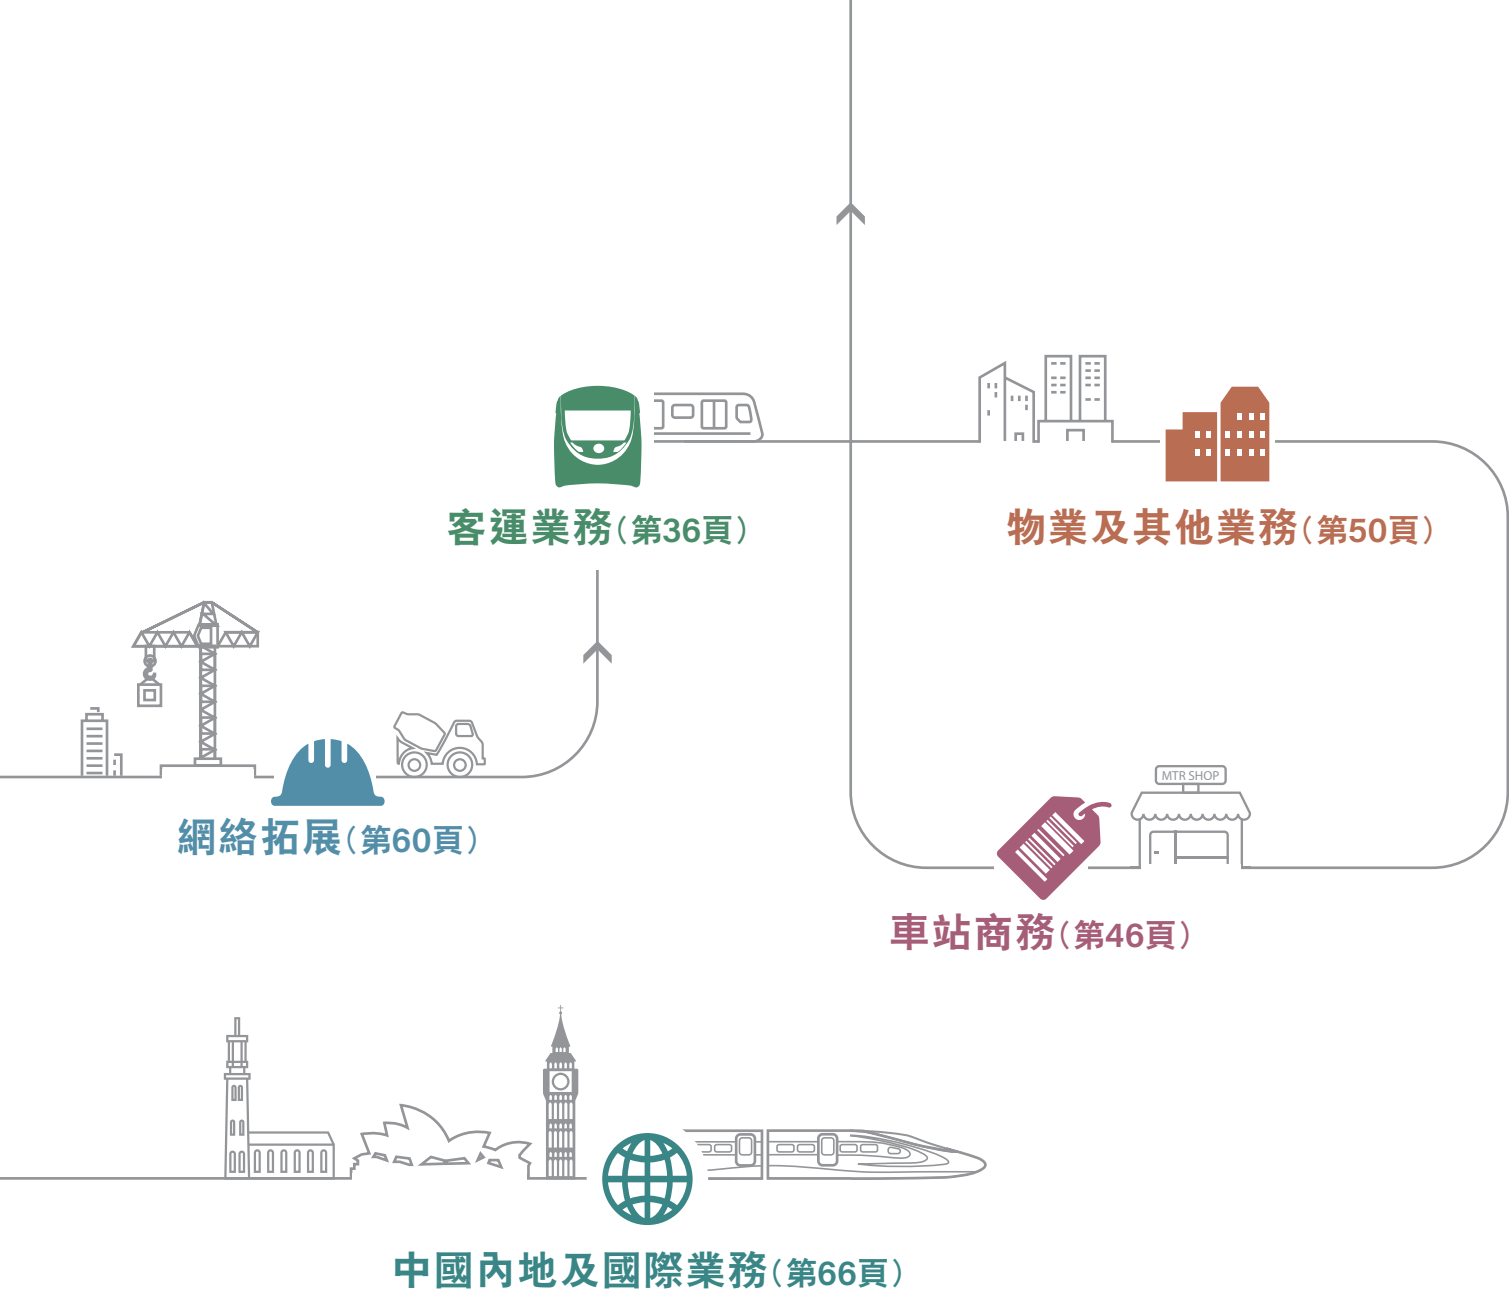 客運業務（第36頁）
物業及其他業務（第50頁）
MTR SHOP
網絡拓展（第60頁）
車站商務（第46頁）
中國內地及國際業務（第66頁）